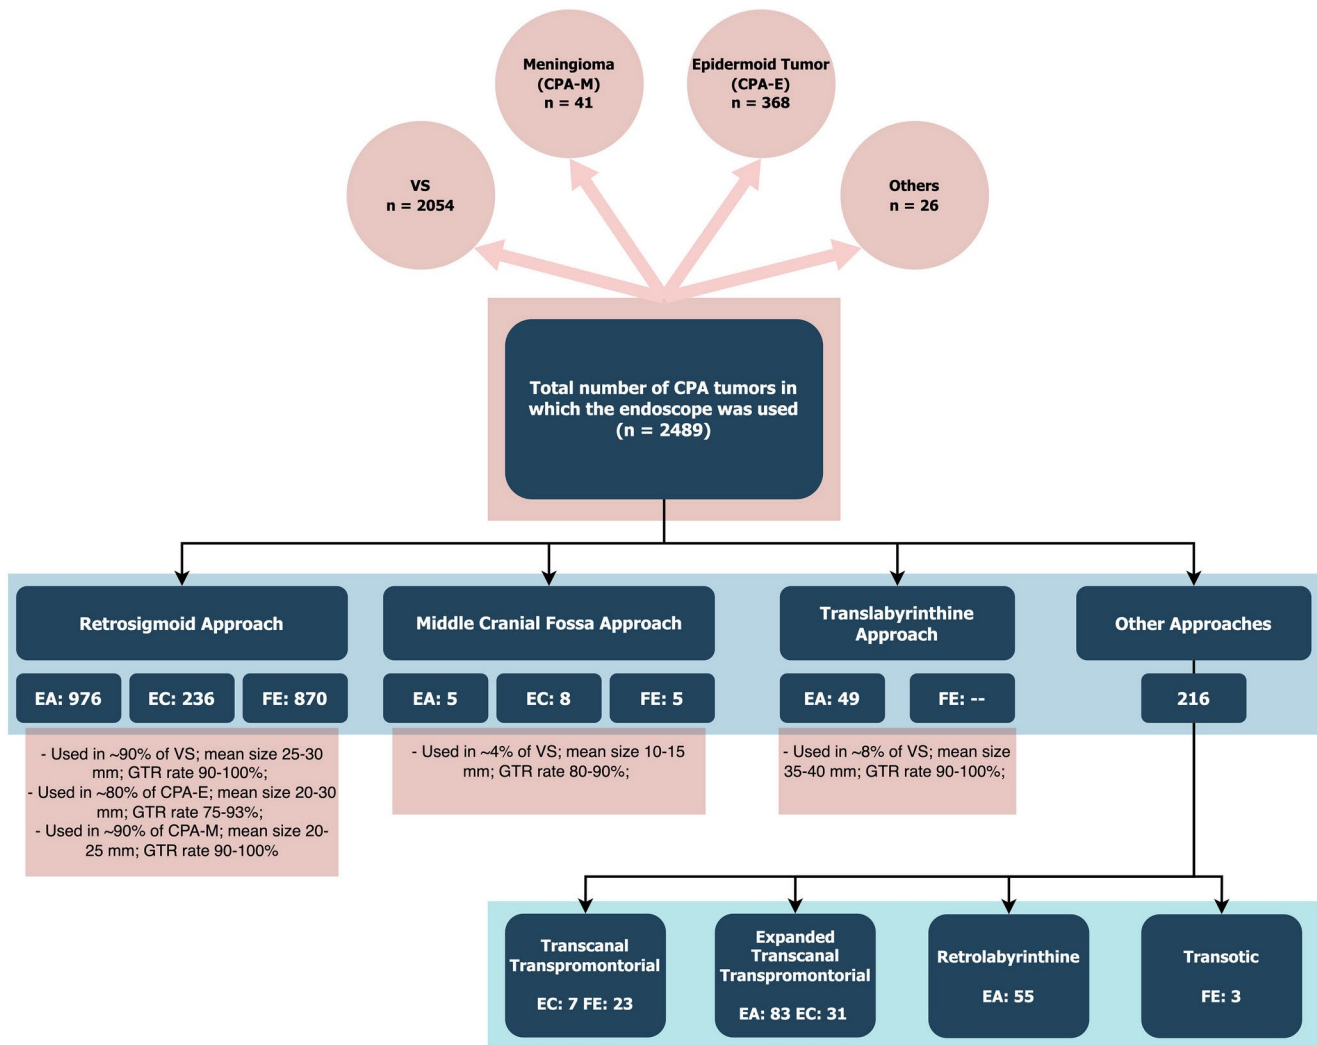 Meningioma
(CPA-M)
n = 41
Epidermoid Tumor
(CPA-E)
n = 368
VS
n = 2054
Others
n = 26
Total number of CPA tumors in
which the endoscope was used
(n = 2489)
Retrosigmoid Approach
Middle Cranial Fossa Approach
Translabyrinthine
Approach
Other Approaches
EA: 976
EC: 236
FE: 870
EA: 5
EC: 8
FE: 5
EA: 49
FE: --
216
- Used in ~90% of VS; mean size 25-30
mm; GTR rate 90-100%;
- Used in ~80% of CPA-E; mean size 20-30
mm; GTR rate 75-93%;
- Used in ~90% of CPA-M; mean size 20-
25 mm; GTR rate 90-100%
- Used in ~4% of VS; mean size 10-15
mm; GTR rate 80-90%;
- Used in ~8% of VS; mean size
35-40 mm; GTR rate 90-100%;
Transcanal
Transpromontorial
EC: 7 FE: 23
Expanded
Transcanal
Transpromontorial
EA: 83 EC: 31
Retrolabyrinthine
EA: 55
Transotic
FE: 3